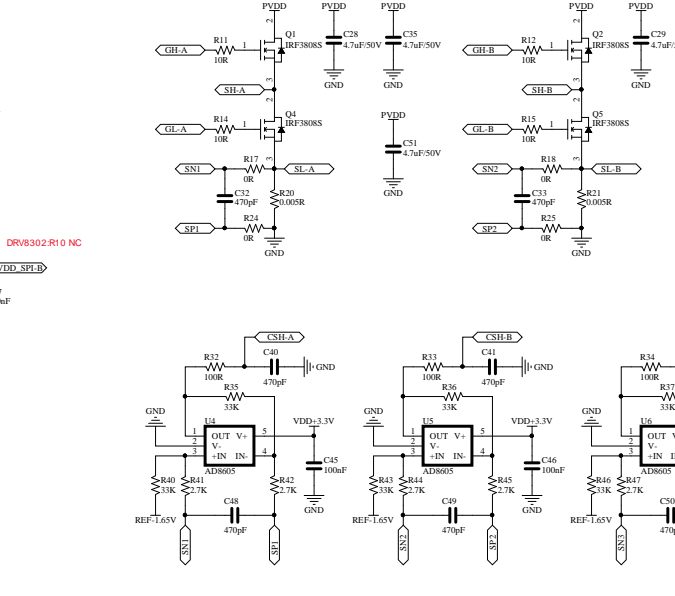 PVDD PVDD PVDD PVDD PVDD
2 2
R11 Q1 C28 C35 R12 Q2 C29
GH-A 1 IRF3808S 4.7uF/50V 4.7uF/50V GH-B 1 IRF3808S
10R 10R
GND GND GND
3 3
SH-A SH-B
2 2
R14 Q4 PVDD R15 Q5
GL-A 1 IRF3808S GL-B 1 IRF3808S
10R 10R
C51
4.7uF/50V
3 3
R17 R18
SN1 SL-A SN2 SL-B
0R 0R
GND
C32 R20 C33 R21
470pF 0.005R 470pF 0.005R
R24 R25
SP1 SP2
0R 0R
DRV8302:R10 NC
GND GND
VDD_SPI-B
CSH-A CSH-B
R32 C40 R33 C41 R34
GND GND
100R 470pF 100R 470pF 100R
R35 R36 R37
33K 33K 33K
GND GND GND
U4 VDD+3.3V U5 VDD+3.3V U6
1 OUT V+ 5 1 OUT V+ 5 1 OUT
2 V- 2 V- 2 V-
3 +IN IN- 4 3 +IN IN- 4 3 +IN
AD8605 C45 AD8605 C46 AD8605
100nF 100nF
R40 R41 R42 R43 R44 R45 R46 R47
33K 2.7K 2.7K 33K 2.7K 2.7K 33K 2.7K
C48 C49 C50
GND GND
REF-1.65V REF-1.65V REF-1.65V
470pF 470pF
SN1 SP1 SN2 SP2 SN3